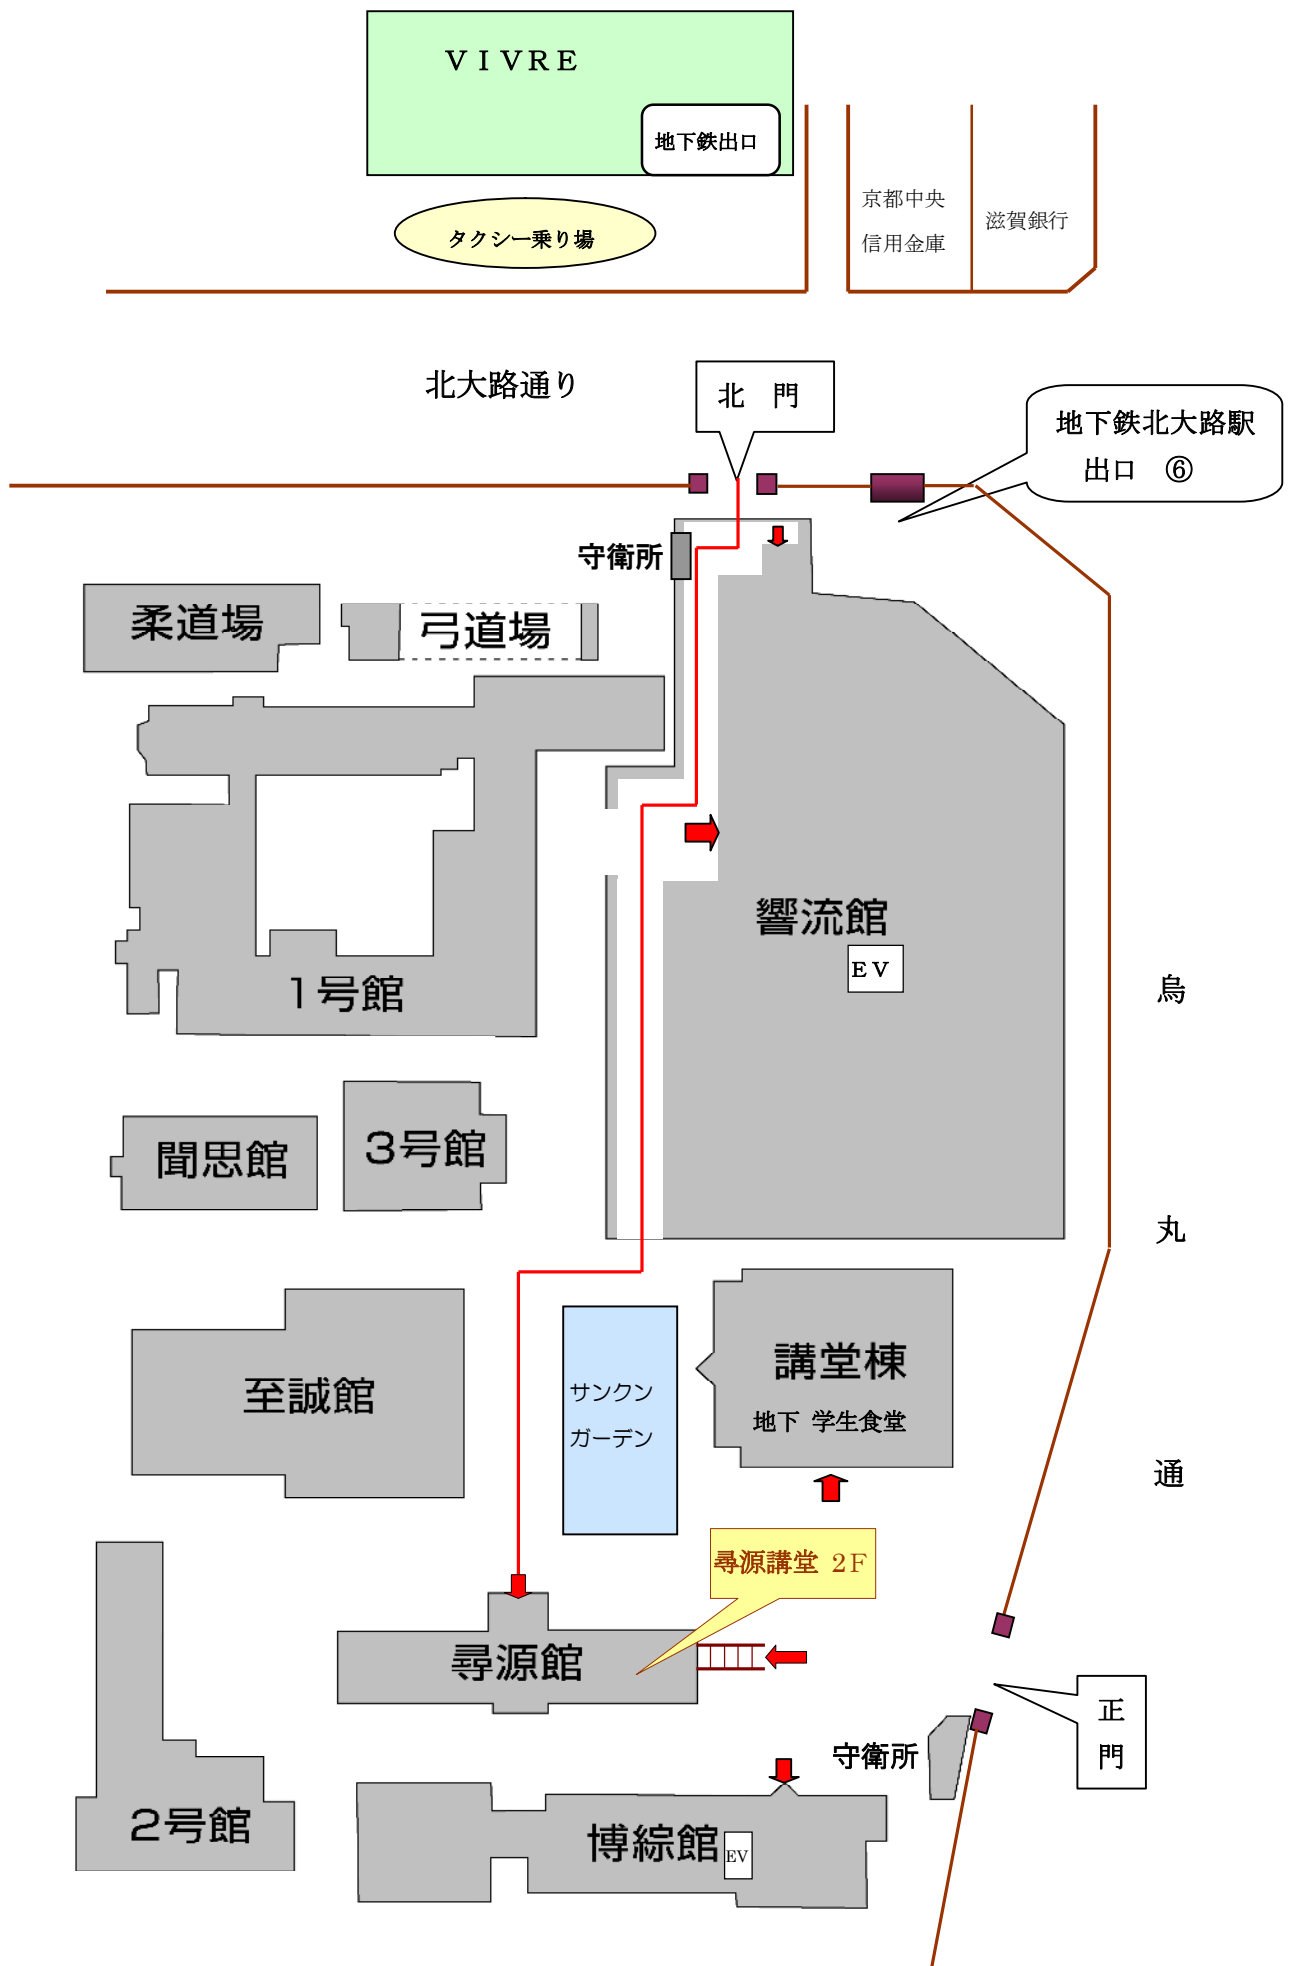 ＶＩＶＲＥ
地下鉄出口
京都中央
信用金庫
滋賀銀行
タクシー乗り場
北大路通り
北　門
地下鉄北大路駅
出口　⑥
守衛所
柔道場
弓道場
響流館
ＥＶ
１号館
烏
丸
通
聞思館
３号館
至誠館
サンクン
ガーデン
講堂棟
地下 学生食堂
尋源講堂 ２Ｆ
尋源館
正
門
守衛所
２号館
博綜館
EV